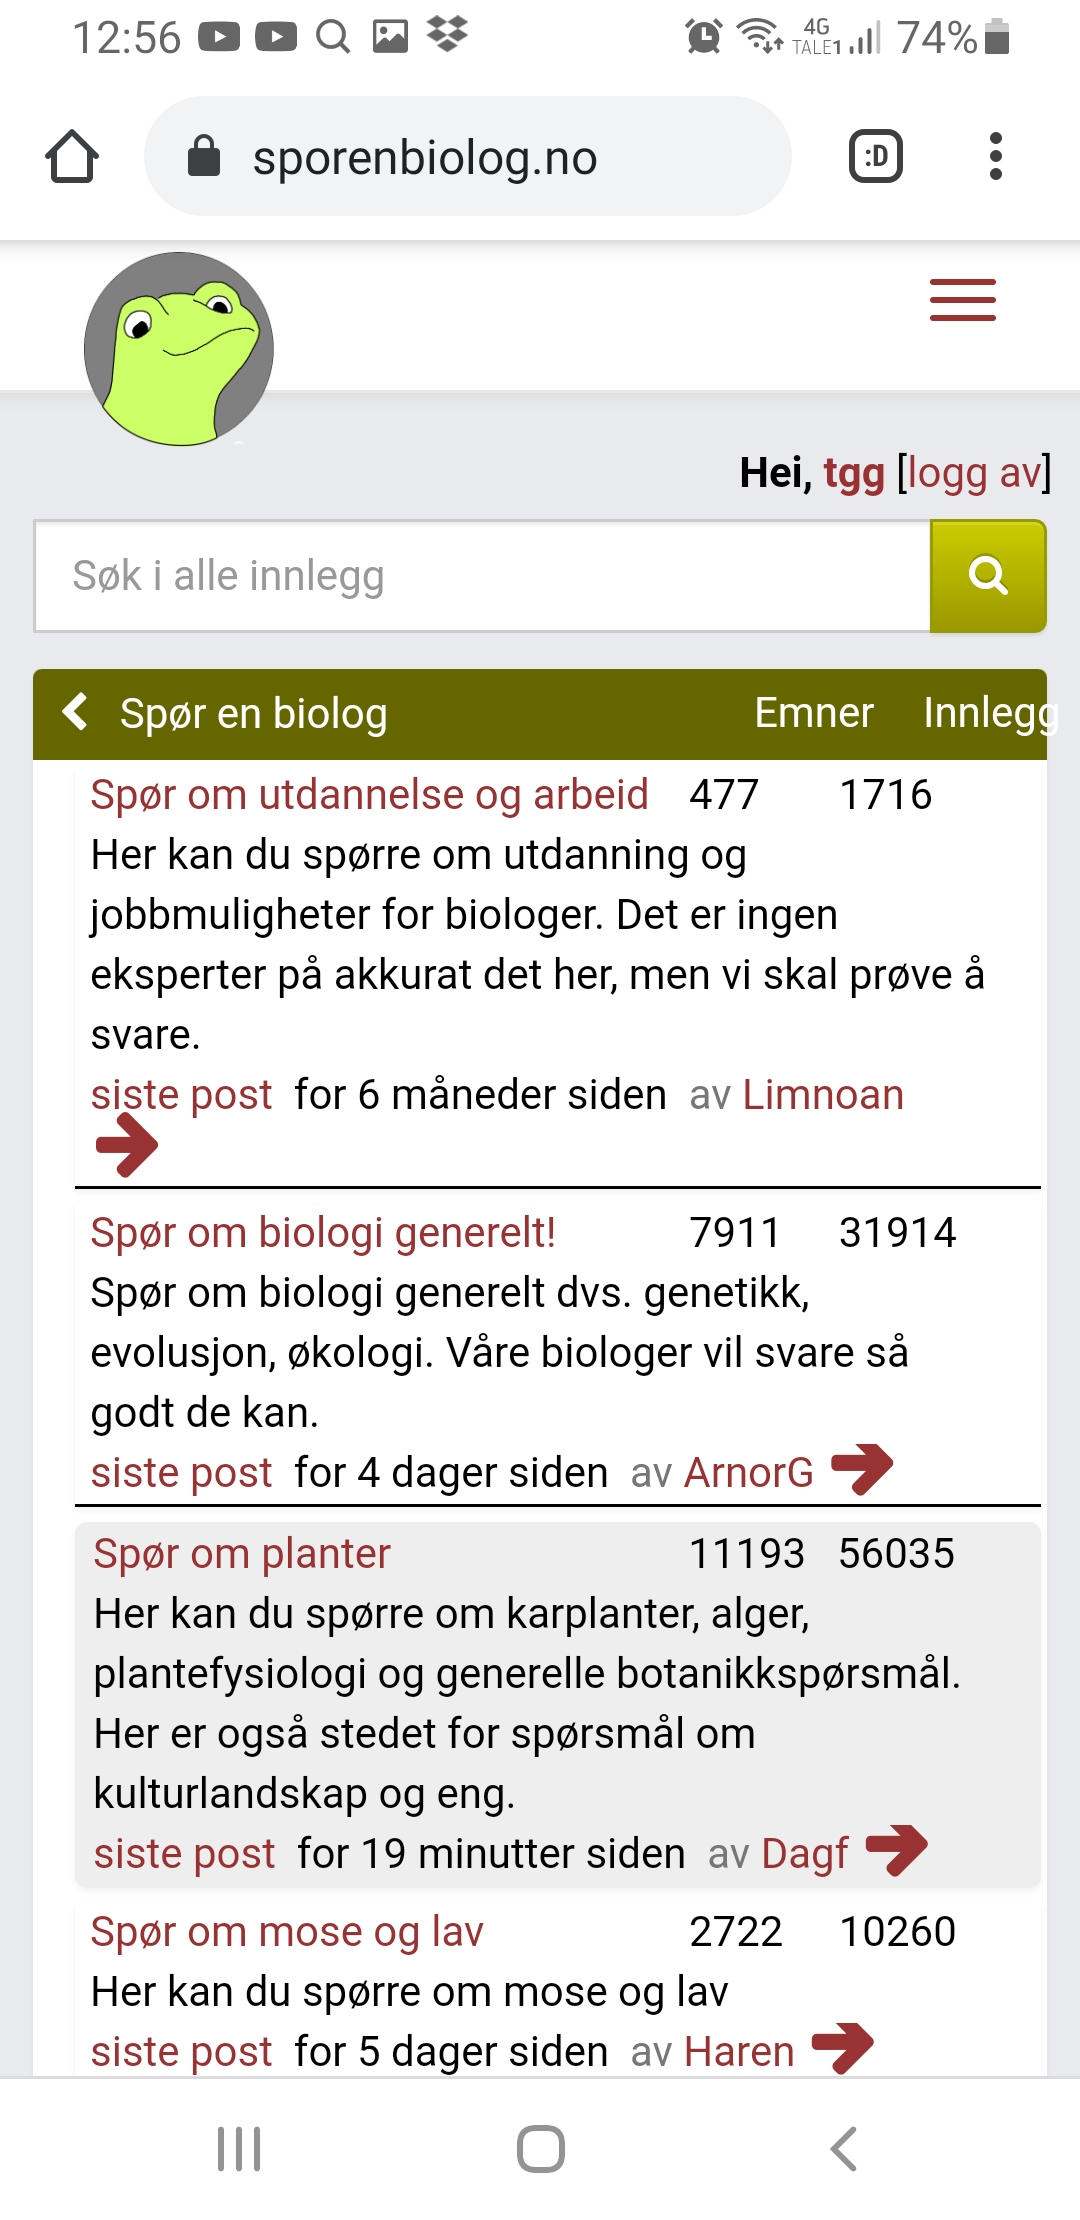 12:56 4G TALE1 74%
sporenbiolog.no :D
Hei, tgg [logg av]
Søk i alle innlegg
Spør en biolog Emner Innlegg
Spør om utdannelse og arbeid 477 1716
Her kan du spørre om utdanning og
jobbmuligheter for biologer. Det er ingen
eksperter på akkurat det her, men vi skal prøve å
svare.
siste post for 6 måneder siden av Limnoan
Spør om biologi generelt! 7911 31914
Spør om biologi generelt dvs. genetikk,
evolusjon, økologi. Våre biologer vil svare så
godt de kan.
siste post for 4 dager siden av ArnorG
Spør om planter 11193 56035
Her kan du spørre om karplanter, alger,
plantefysiologi og generelle botanikkspørsmål.
Her er også stedet for spørsmål om
kulturlandskap og eng.
siste post for 19 minutter siden av Dagf
Spør om mose og lav 2722 10260
Her kan du spørre om mose og lav
siste post for 5 dager siden av Haren